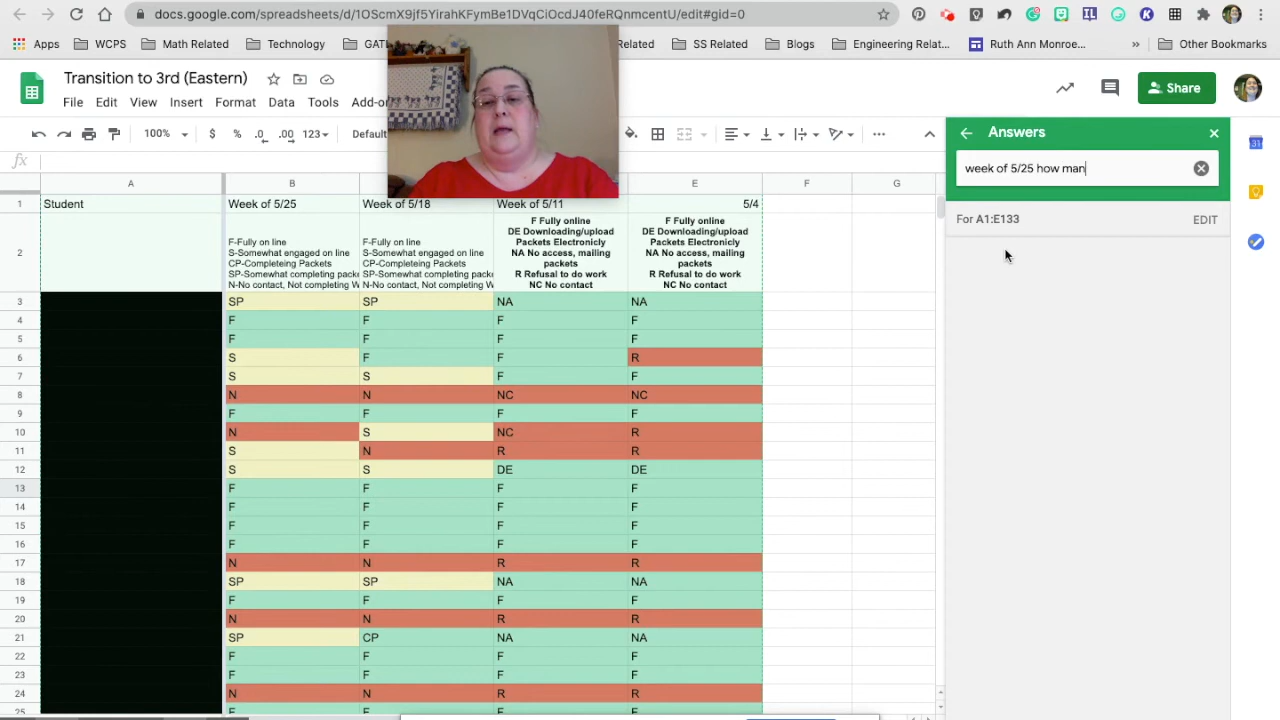 docs.google.com/spreadsheets/d/1OScmX9jf5YirahKFymBe1DVqCiOcdJ40feRQnmcentU/edit#gid=0
Apps WCPS Math Related Technology GATE Related SS Related Blogs Engineering Relat... Ruth Ann Monroe... » Other Bookmarks
Transition to 3rd (Eastern)
Share
File Edit View Insert Format Data Tools Add-o
100% $ % .0 .00 123 Default
Answers
week of 5/25 how man
For A1:E133 EDIT
fx
A B E F G
1 Student Week of 5/25 Week of 5/18 Week of 5/11 5/4
2
F-Fully on line
S-Somewhat engaged on line
CP-Completeing Packets
SP-Somewhat completing packe
N-No contact, Not completing W
F-Fully on line
S-Somewhat engaged on line
CP-Completeing Packets
SP-Somewhat completing packe
N-No contact, Not completing W
F Fully online
DE Downloading/upload
Packets Electronicly
NA No access, mailing
packets
R Refusal to do work
NC No contact
F Fully online
DE Downloading/upload
Packets Electronicly
NA No access, mailing
packets
R Refusal to do work
NC No contact
3 SP SP NA NA
4 F F F F
5 F F F F
6 S F F R
7 S S F F
8 N N NC NC
9 F F F F
10 N S NC R
11 S N R R
12 S S DE DE
13 F F F F
14 F F F F
15 F F F F
16 F F F F
17 N N R R
18 SP SP NA NA
19 F F F F
20 N N R R
21 SP CP NA NA
22 F F F F
23 F F F F
24 N N R R
25 F F F F